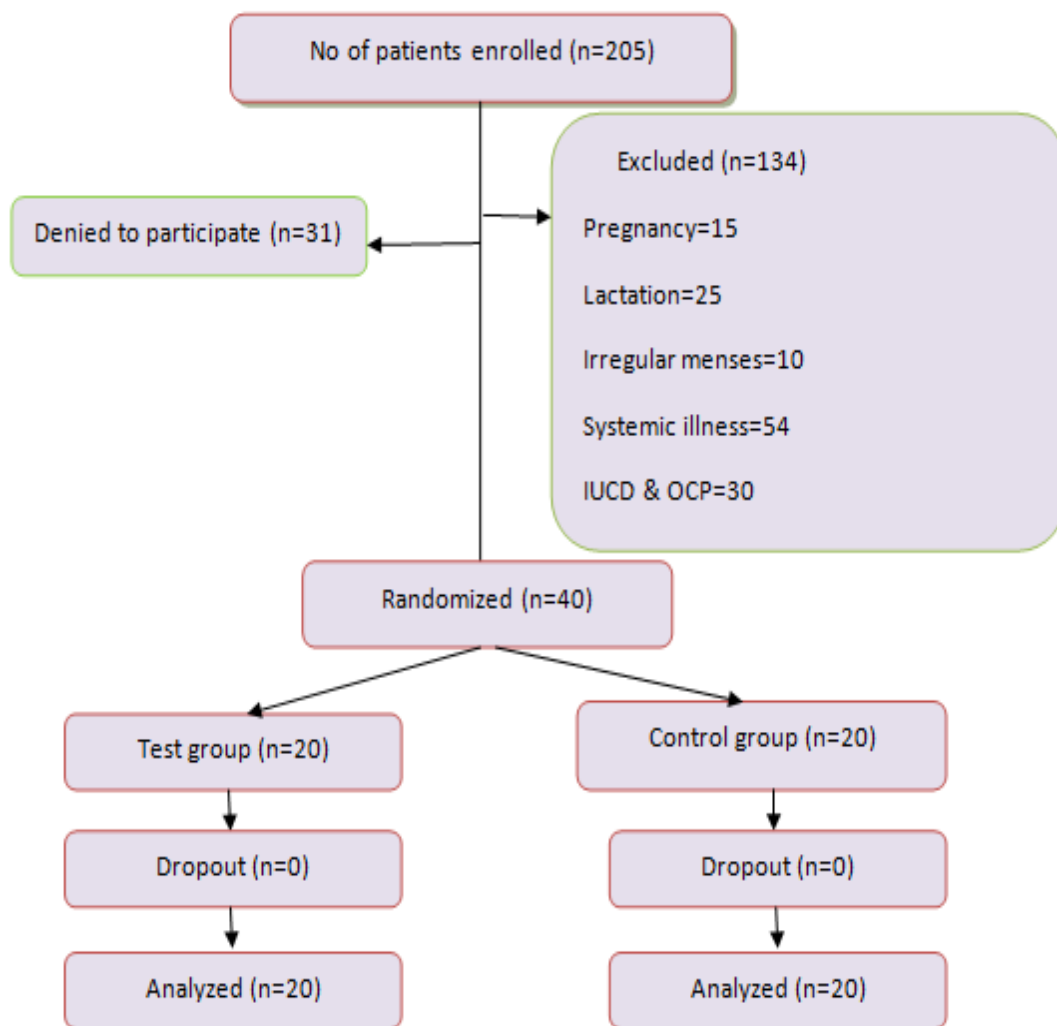 No of patients enrolled (n=205)
Excluded (n=134)
Pregnancy=15
Lactation=25
Irregular menses=10
Systemic illness=54
IUCD & OCP=30
Denied to participate (n=31)
Randomized (n=40)
Test group (n=20)
Control group (n=20)
Dropout (n=0)
Dropout (n=0)
Analyzed (n=20)
Analyzed (n=20)